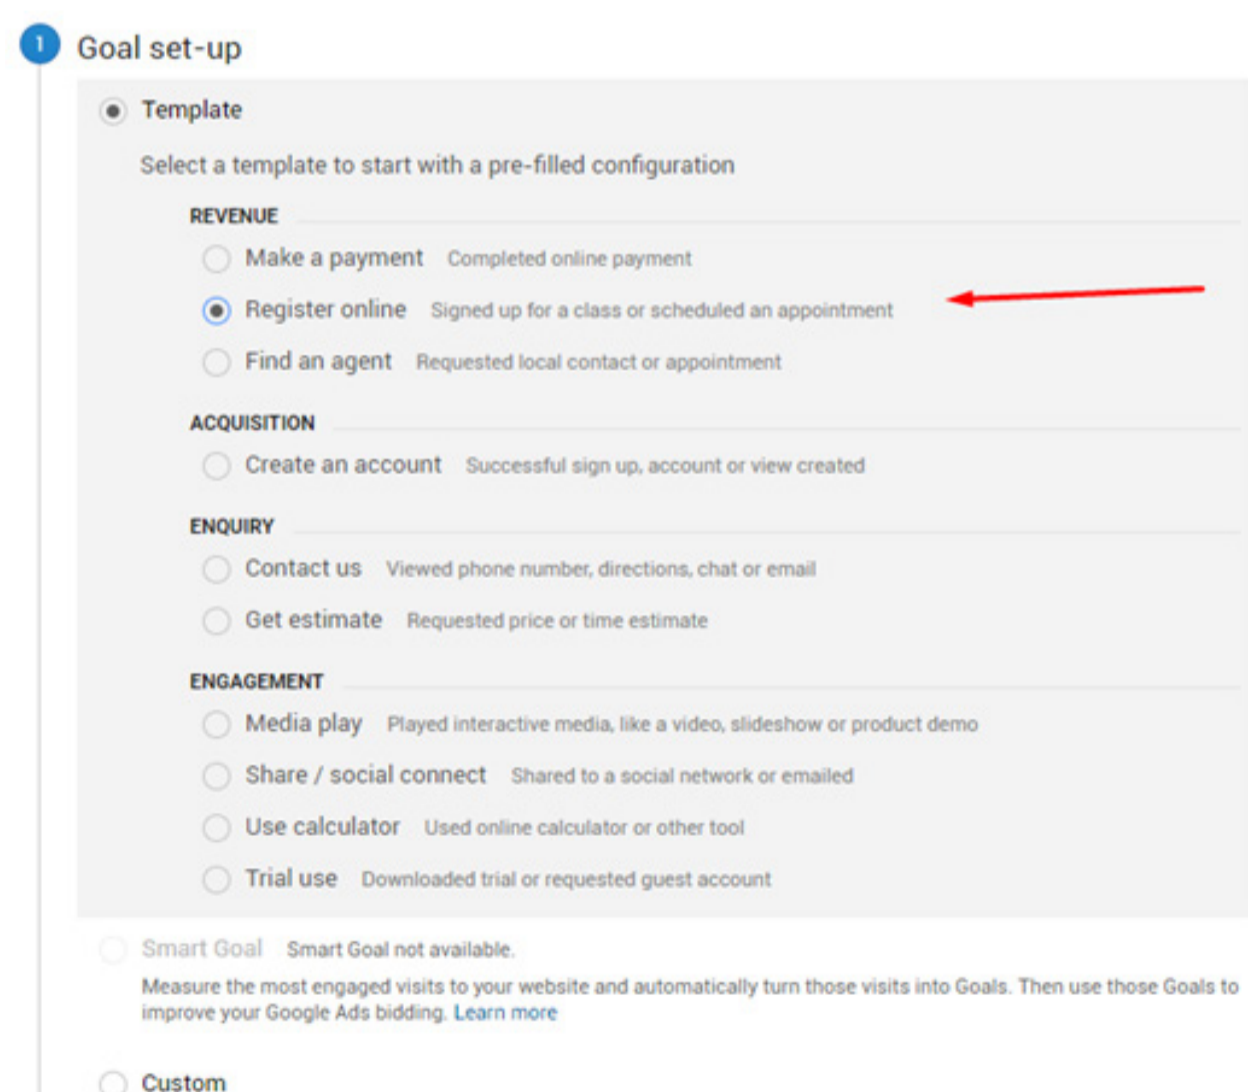 1 Goal set-up
Template
Select a template to start with a pre-filled configuration
REVENUE
Make a payment Completed online payment
Register online Signed up for a class or scheduled an appointment
Find an agent Requested local contact or appointment
ACQUISITION
Create an account Successful sign up, account or view created
ENQUIRY
Contact us Viewed phone number, directions, chat or email
Get estimate Requested price or time estimate
ENGAGEMENT
Media play Played interactive media, like a video, slideshow or product demo
Share / social connect Shared to a social network or emailed
Use calculator Used online calculator or other tool
Trial use Downloaded trial or requested guest account
Smart Goal Smart Goal not available.
Measure the most engaged visits to your website and automatically turn those visits into Goals. Then use those Goals to
improve your Google Ads bidding. Learn more
Custom